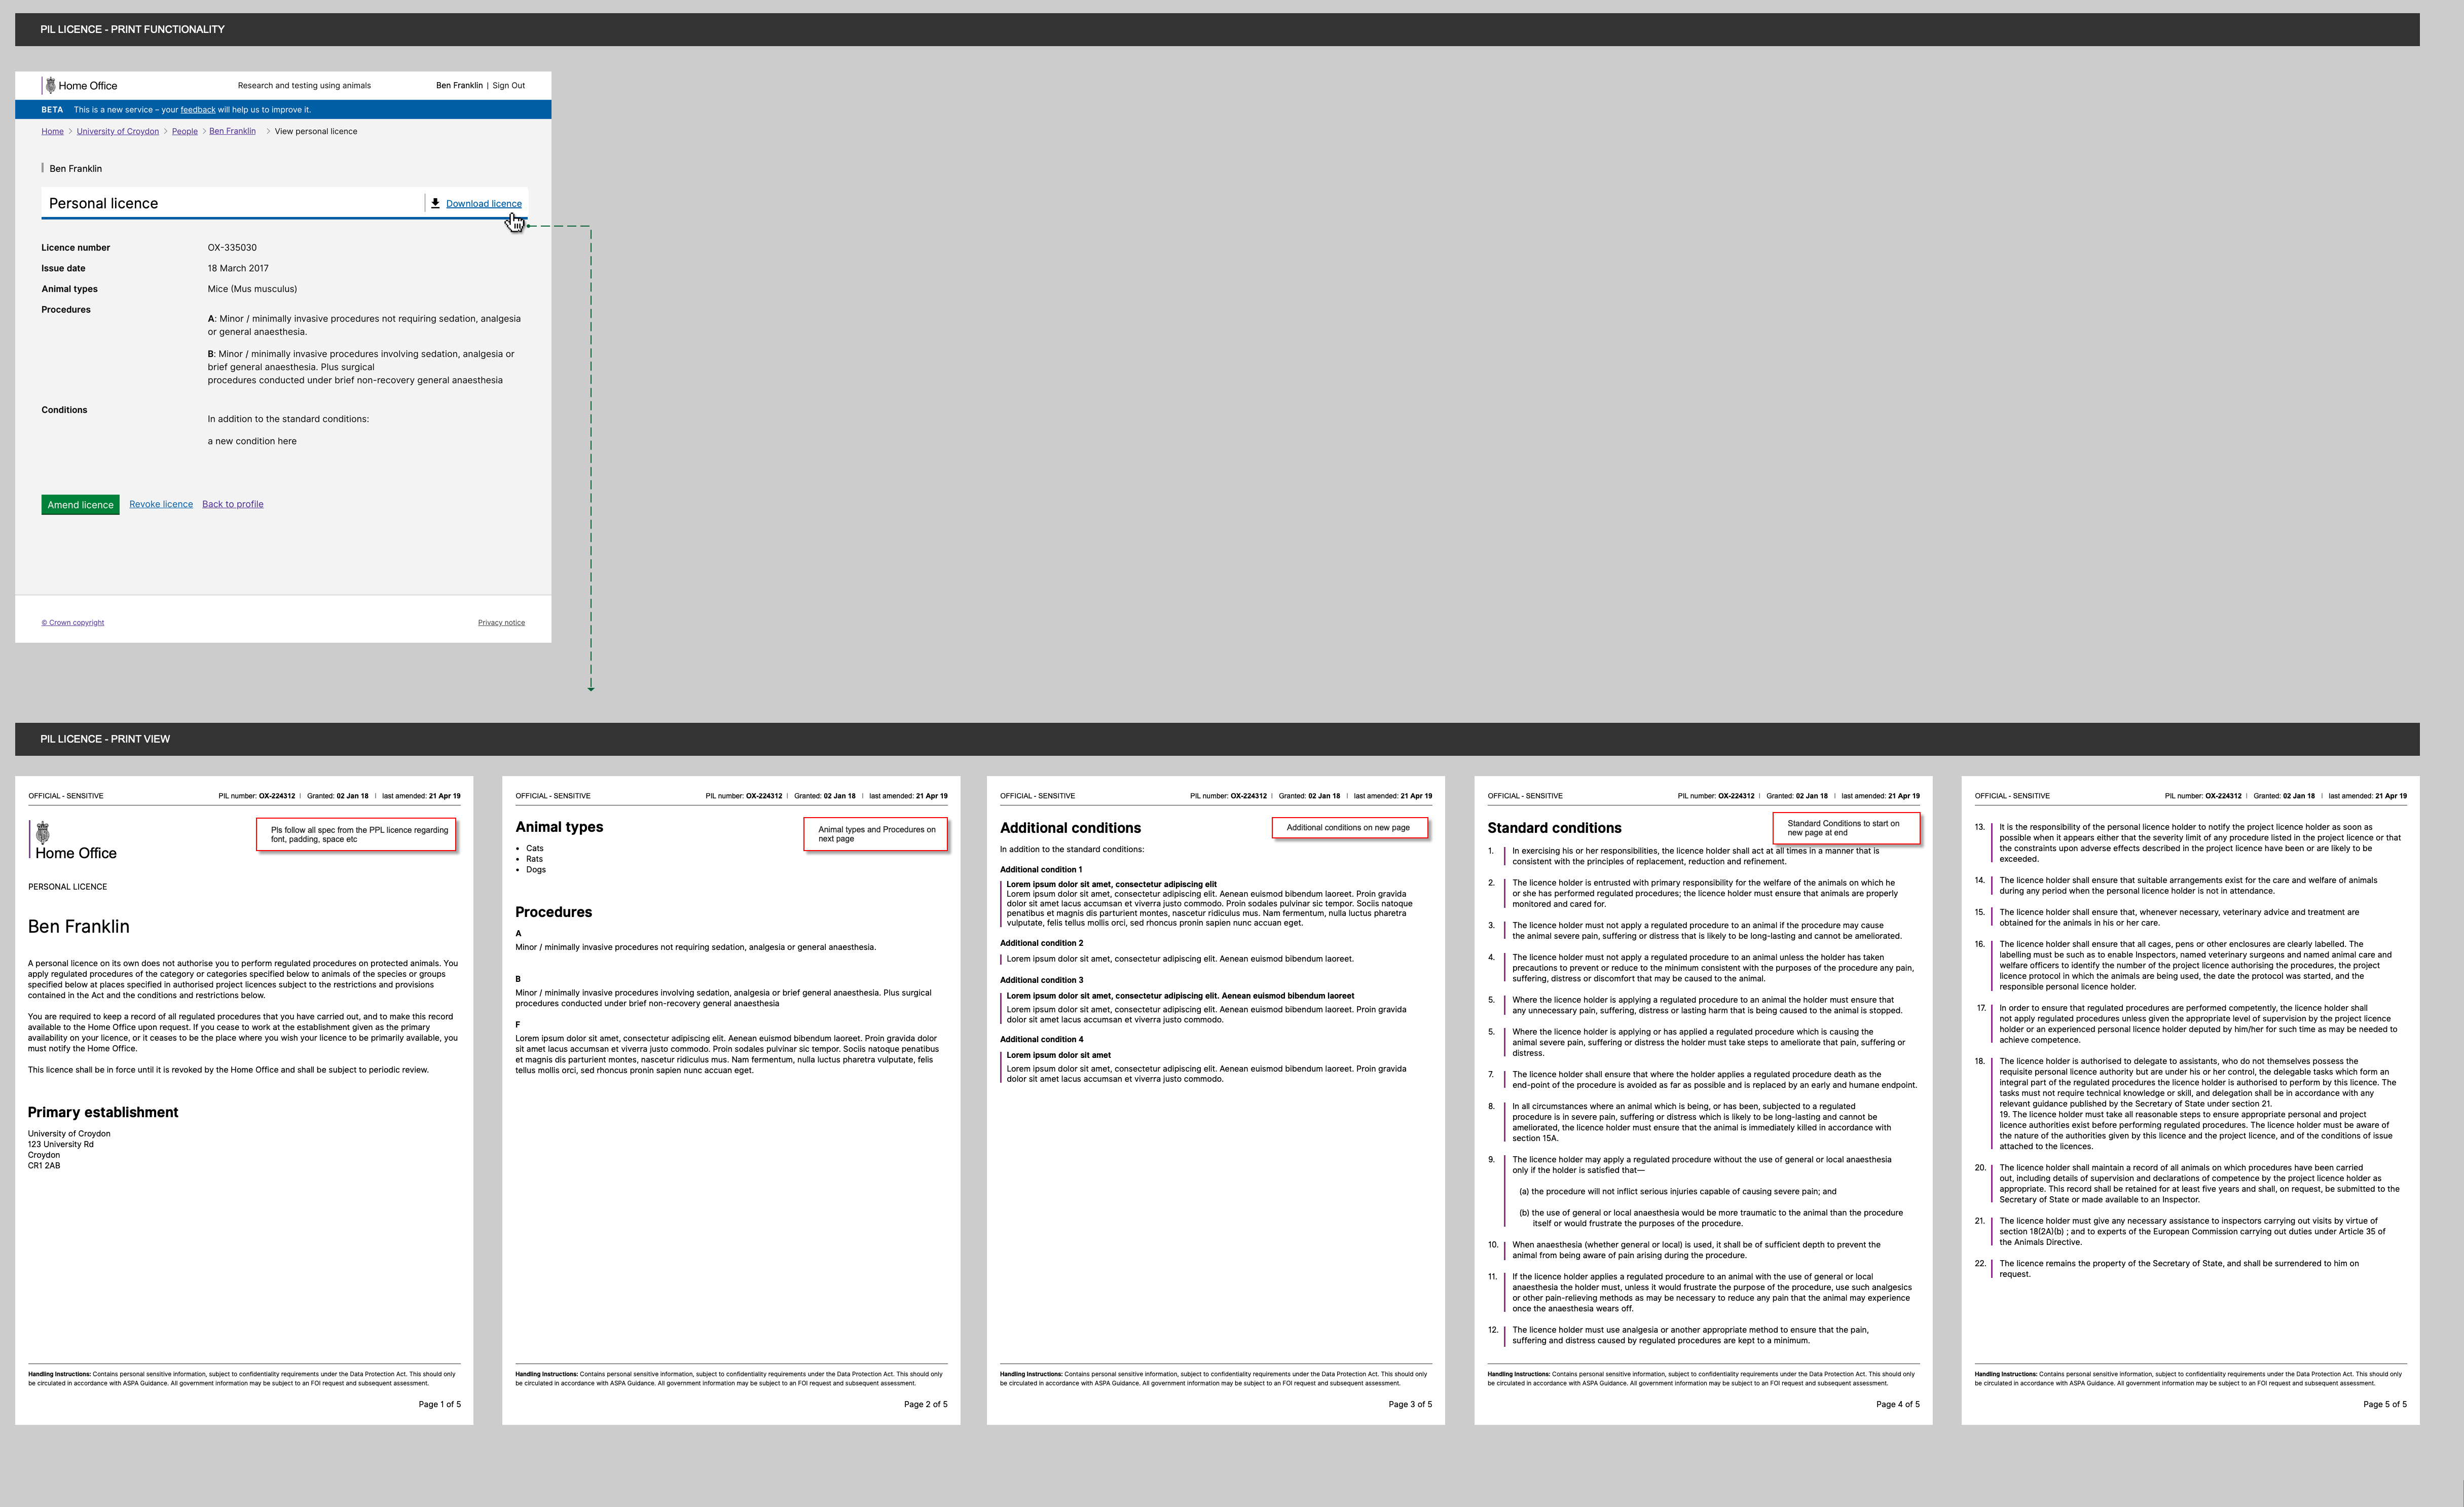 PIL LICENCE - PRINT FUNCTIONALITY
Home Office
Research and testing using animals
Ben Franklin | Sign Out
BETA This is a new service – your feedback will help us to improve it.
Home > University of Croydon > People > Ben Franklin > View personal licence
Ben Franklin
Personal licence
Download licence
Licence number OX-335030
Issue date 18 March 2017
Animal types Mice (Mus musculus)
Procedures
A: Minor / minimally invasive procedures not requiring sedation, analgesia
or general anaesthesia.
B: Minor / minimally invasive procedures involving sedation, analgesia or
brief general anaesthesia. Plus surgical
procedures conducted under brief non-recovery general anaesthesia
Conditions
In addition to the standard conditions:
a new condition here
Amend licence Revoke licence Back to profile
© Crown copyright Privacy notice
PIL LICENCE - PRINT VIEW
OFFICIAL - SENSITIVE PIL number: OX-224312 | Granted: 02 Jan 18 | last amended: 21 Apr 19
Home Office
Pls follow all spec from the PPL licence regarding
font, padding, space etc
PERSONAL LICENCE
Ben Franklin
A personal licence on its own does not authorise you to perform regulated procedures on protected animals. You
apply regulated procedures of the category or categories specified below to animals of the species or groups
specified below at places specified in authorised project licences subject to the restrictions and provisions
contained in the Act and the conditions and restrictions below.
You are required to keep a record of all regulated procedures that you have carried out, and to make this record
available to the Home Office upon request. If you cease to work at the establishment given as the primary
availability on your licence, or it ceases to be the place where you wish your licence to be primarily available, you
must notify the Home Office.
This licence shall be in force until it is revoked by the Home Office and shall be subject to periodic review.
Primary establishment
University of Croydon
123 University Rd
Croydon
CR1 2AB
Handling Instructions: Contains personal sensitive information, subject to confidentiality requirements under the Data Protection Act. This should only
be circulated in accordance with ASPA Guidance. All government information may be subject to an FOI request and subsequent assessment.
Page 1 of 5
OFFICIAL - SENSITIVE PIL number: OX-224312 | Granted: 02 Jan 18 | last amended: 21 Apr 19
Animal types
Animal types and Procedures on
next page
• Cats
• Rats
• Dogs
Procedures
A
Minor / minimally invasive procedures not requiring sedation, analgesia or general anaesthesia.
B
Minor / minimally invasive procedures involving sedation, analgesia or brief general anaesthesia. Plus surgical
procedures conducted under brief non-recovery general anaesthesia
F
Lorem ipsum dolor sit amet, consectetur adipiscing elit. Aenean euismod bibendum laoreet. Proin gravida dolor
sit amet lacus accumsan et viverra justo commodo. Proin sodales pulvinar sic tempor. Sociis natoque penatibus
et magnis dis parturient montes, nascetur ridiculus mus. Nam fermentum, nulla luctus pharetra vulputate, felis
tellus mollis orci, sed rhoncus pronin sapien nunc accuan eget.
Handling Instructions: Contains personal sensitive information, subject to confidentiality requirements under the Data Protection Act. This should only
be circulated in accordance with ASPA Guidance. All government information may be subject to an FOI request and subsequent assessment.
Page 2 of 5
OFFICIAL - SENSITIVE PIL number: OX-224312 | Granted: 02 Jan 18 | last amended: 21 Apr 19
Additional conditions
Additional conditions on new page
In addition to the standard conditions:
Additional condition 1
Lorem ipsum dolor sit amet, consectetur adipiscing elit
Lorem ipsum dolor sit amet, consectetur adipiscing elit. Aenean euismod bibendum laoreet. Proin gravida
dolor sit amet lacus accumsan et viverra justo commodo. Proin sodales pulvinar sic tempor. Sociis natoque
penatibus et magnis dis parturient montes, nascetur ridiculus mus. Nam fermentum, nulla luctus pharetra
vulputate, felis tellus mollis orci, sed rhoncus pronin sapien nunc accuan eget.
Additional condition 2
Lorem ipsum dolor sit amet, consectetur adipiscing elit. Aenean euismod bibendum laoreet.
Additional condition 3
Lorem ipsum dolor sit amet, consectetur adipiscing elit. Aenean euismod bibendum laoreet
Lorem ipsum dolor sit amet, consectetur adipiscing elit. Aenean euismod bibendum laoreet. Proin gravida
dolor sit amet lacus accumsan et viverra justo commodo.
Additional condition 4
Lorem ipsum dolor sit amet
Lorem ipsum dolor sit amet, consectetur adipiscing elit. Aenean euismod bibendum laoreet. Proin gravida
dolor sit amet lacus accumsan et viverra justo commodo.
Handling Instructions: Contains personal sensitive information, subject to confidentiality requirements under the Data Protection Act. This should only
be circulated in accordance with ASPA Guidance. All government information may be subject to an FOI request and subsequent assessment.
Page 3 of 5
OFFICIAL - SENSITIVE PIL number: OX-224312 | Granted: 02 Jan 18 | last amended: 21 Apr 19
Standard conditions
Standard Conditions to start on
new page at end
1. In exercising his or her responsibilities, the licence holder shall act at all times in a manner that is
consistent with the principles of replacement, reduction and refinement.
2. The licence holder is entrusted with primary responsibility for the welfare of the animals on which he
or she has performed regulated procedures; the licence holder must ensure that animals are properly
monitored and cared for.
3. The licence holder must not apply a regulated procedure to an animal if the procedure may cause
the animal severe pain, suffering or distress that is likely to be long-lasting and cannot be ameliorated.
4. The licence holder must not apply a regulated procedure to an animal unless the holder has taken
precautions to prevent or reduce to the minimum consistent with the purposes of the procedure any pain,
suffering, distress or discomfort that may be caused to the animal.
5. Where the licence holder is applying a regulated procedure to an animal the holder must ensure that
any unnecessary pain, suffering, distress or lasting harm that is being caused to the animal is stopped.
5. Where the licence holder is applying or has applied a regulated procedure which is causing the
animal severe pain, suffering or distress the holder must take steps to ameliorate that pain, suffering or
distress.
7. The licence holder shall ensure that where the holder applies a regulated procedure death as the
end-point of the procedure is avoided as far as possible and is replaced by an early and humane endpoint.
8. In all circumstances where an animal which is being, or has been, subjected to a regulated
procedure is in severe pain, suffering or distress which is likely to be long-lasting and cannot be
ameliorated, the licence holder must ensure that the animal is immediately killed in accordance with
section 15A.
9. The licence holder may apply a regulated procedure without the use of general or local anaesthesia
only if the holder is satisfied that—
(a) the procedure will not inflict serious injuries capable of causing severe pain; and
(b) the use of general or local anaesthesia would be more traumatic to the animal than the procedure
itself or would frustrate the purposes of the procedure.
10. When anaesthesia (whether general or local) is used, it shall be of sufficient depth to prevent the
animal from being aware of pain arising during the procedure.
11. If the licence holder applies a regulated procedure to an animal with the use of general or local
anaesthesia the holder must, unless it would frustrate the purpose of the procedure, use such analgesics
or other pain-relieving methods as may be necessary to reduce any pain that the animal may experience
once the anaesthesia wears off.
12. The licence holder must use analgesia or another appropriate method to ensure that the pain,
suffering and distress caused by regulated procedures are kept to a minimum.
Handling Instructions: Contains personal sensitive information, subject to confidentiality requirements under the Data Protection Act. This should only
be circulated in accordance with ASPA Guidance. All government information may be subject to an FOI request and subsequent assessment.
Page 4 of 5
OFFICIAL - SENSITIVE PIL number: OX-224312 | Granted: 02 Jan 18 | last amended: 21 Apr 19
13. It is the responsibility of the personal licence holder to notify the project licence holder as soon as
possible when it appears either that the severity limit of any procedure listed in the project licence or that
the constraints upon adverse effects described in the project licence have been or are likely to be
exceeded.
14. The licence holder shall ensure that suitable arrangements exist for the care and welfare of animals
during any period when the personal licence holder is not in attendance.
15. The licence holder shall ensure that, whenever necessary, veterinary advice and treatment are
obtained for the animals in his or her care.
16. The licence holder shall ensure that all cages, pens or other enclosures are clearly labelled. The
labelling must be such as to enable Inspectors, named veterinary surgeons and named animal care and
welfare officers to identify the number of the project licence authorising the procedures, the project
licence protocol in which the animals are being used, the date the protocol was started, and the
responsible personal licence holder.
17. In order to ensure that regulated procedures are performed competently, the licence holder shall
not apply regulated procedures unless given the appropriate level of supervision by the project licence
holder or an experienced personal licence holder deputed by him/her for such time as may be needed to
achieve competence.
18. The licence holder is authorised to delegate to assistants, who do not themselves possess the
requisite personal licence authority but are under his or her control, the delegable tasks which form an
integral part of the regulated procedures the licence holder is authorised to perform by this licence. The
tasks must not require technical knowledge or skill, and delegation shall be in accordance with any
relevant guidance published by the Secretary of State under section 21.
19. The licence holder must take all reasonable steps to ensure appropriate personal and project
licence authorities exist before performing regulated procedures. The licence holder must be aware of
the nature of the authorities given by this licence and the project licence, and of the conditions of issue
attached to the licences.
20. The licence holder shall maintain a record of all animals on which procedures have been carried
out, including details of supervision and declarations of competence by the project licence holder as
appropriate. This record shall be retained for at least five years and shall, on request, be submitted to the
Secretary of State or made available to an Inspector.
21. The licence holder must give any necessary assistance to inspectors carrying out visits by virtue of
section 18(2A)(b) ; and to experts of the European Commission carrying out duties under Article 35 of
the Animals Directive.
22. The licence remains the property of the Secretary of State, and shall be surrendered to him on
request.
Handling Instructions: Contains personal sensitive information, subject to confidentiality requirements under the Data Protection Act. This should only
be circulated in accordance with ASPA Guidance. All government information may be subject to an FOI request and subsequent assessment.
Page 5 of 5